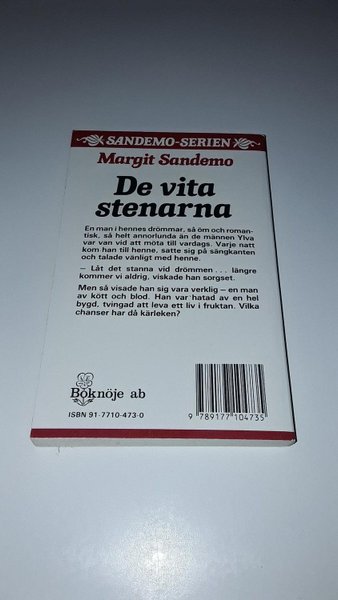 SANDEMO-SERIEN
Margit Sandemo
De vita
stenarna
En man i hennes drömmar, så öm och roman-
tisk, så helt annorlunda än de männen Ylva
var van vid att möta till vardags. Varje natt
kom han till henne, satte sig på sängkanten
och talade vänligt med henne.
– Låt det stanna vid drömmen . . . längre
kommer vi aldrig, viskade han sorgset.
Men så visade han sig vara verklig – en man
av kött och blod. Han var hatad av en hel
bygd, tvingad att leva ett liv i fruktan. Vilka
chanser har då kärleken?
Boknöje ab
ISBN 91-7710-473-0
9 789177 104735